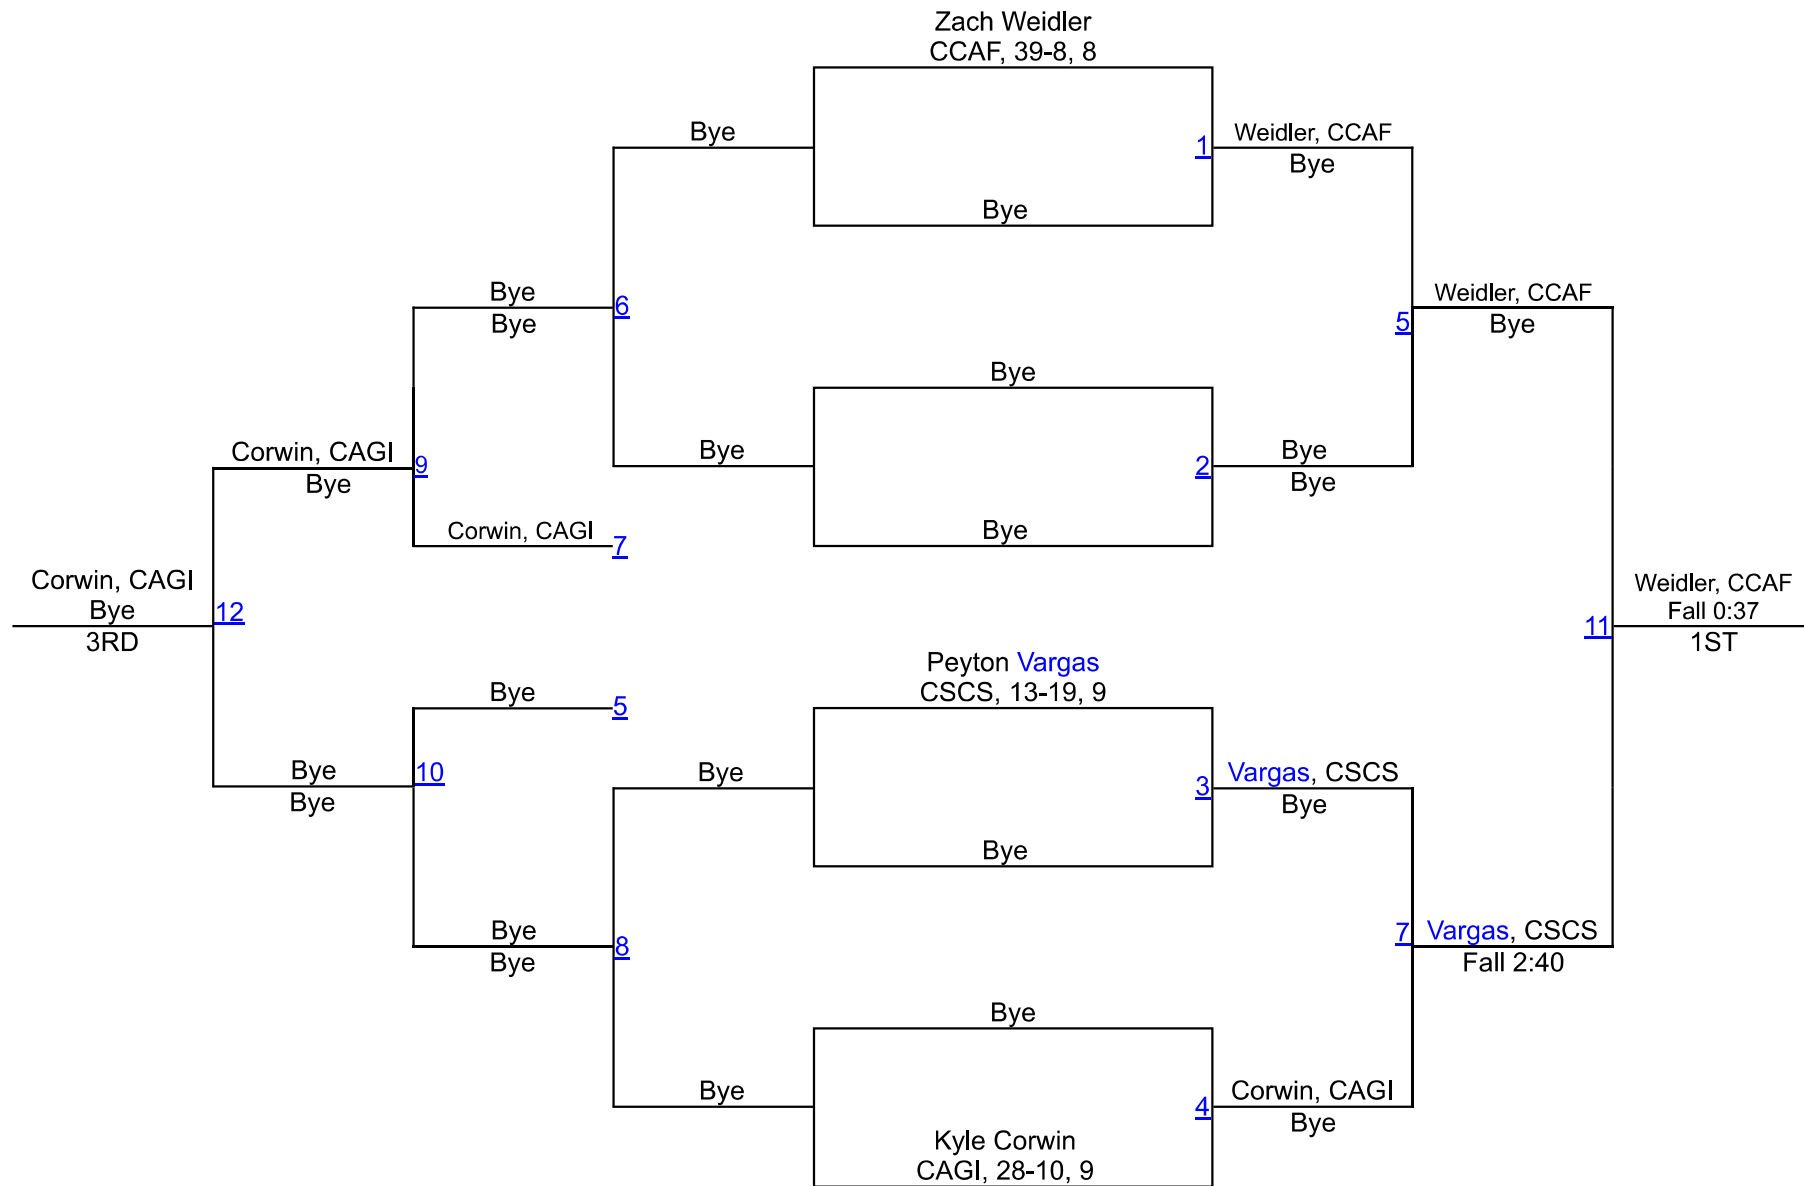 Zach Weidler
CCAF, 39-8, 8
Bye
1
Weidler, CCAF
Bye
Bye
Bye
Bye
6
5
Weidler, CCAF
Bye
Bye
Corwin, CAGI
Bye
9
Bye
2
Bye
Bye
Corwin, CAGI
7
Bye
Corwin, CAGI
Bye
3RD
12
11
Weidler, CCAF
Fall 0:37
1ST
Peyton Vargas
CSCS, 13-19, 9
Bye
5
Bye
Bye
10
Bye
3
Vargas, CSCS
Bye
Bye
Bye
Bye
8
7
Vargas, CSCS
Fall 2:40
Bye
Bye
4
Corwin, CAGI
Bye
Kyle Corwin
CAGI, 28-10, 9